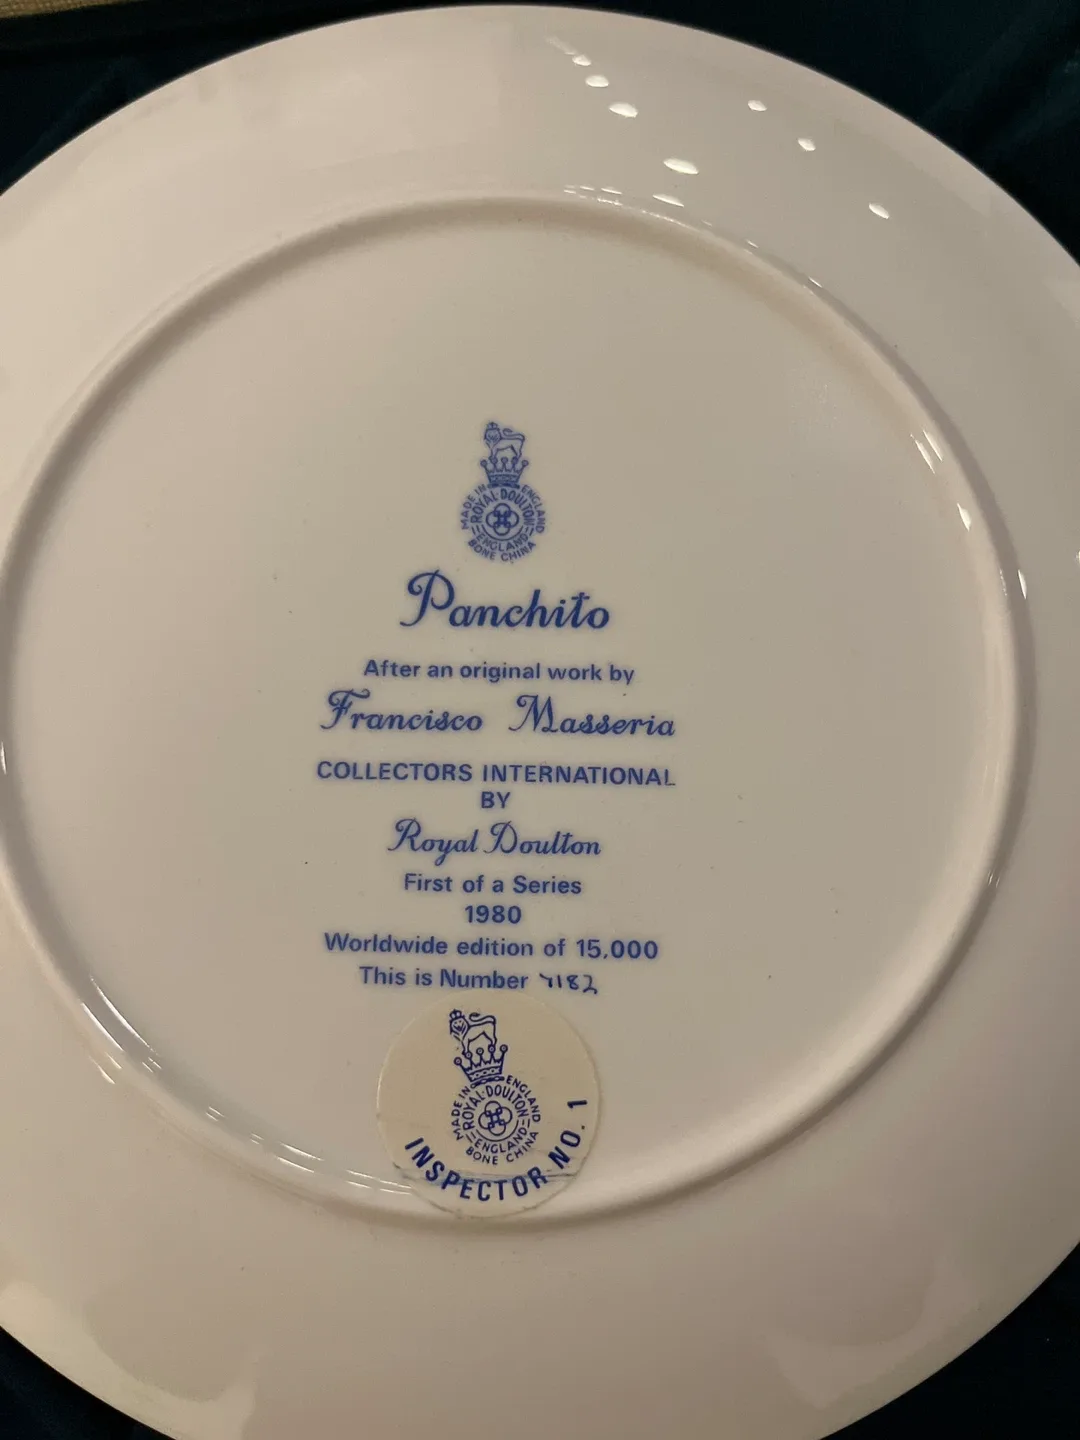 MADE IN ENGLAND
ROYAL·DOULTON
ENGLAND
BONE CHINA
Panchito
After an original work by
Francisco Masseria
COLLECTORS INTERNATIONAL
BY
Royal Doulton
First of a Series
1980
Worldwide edition of 15,000
This is Number
MADE IN ENGLAND
ROYAL·DOULTON
ENGLAND
BONE CHINA
INSPECTOR NO. 1